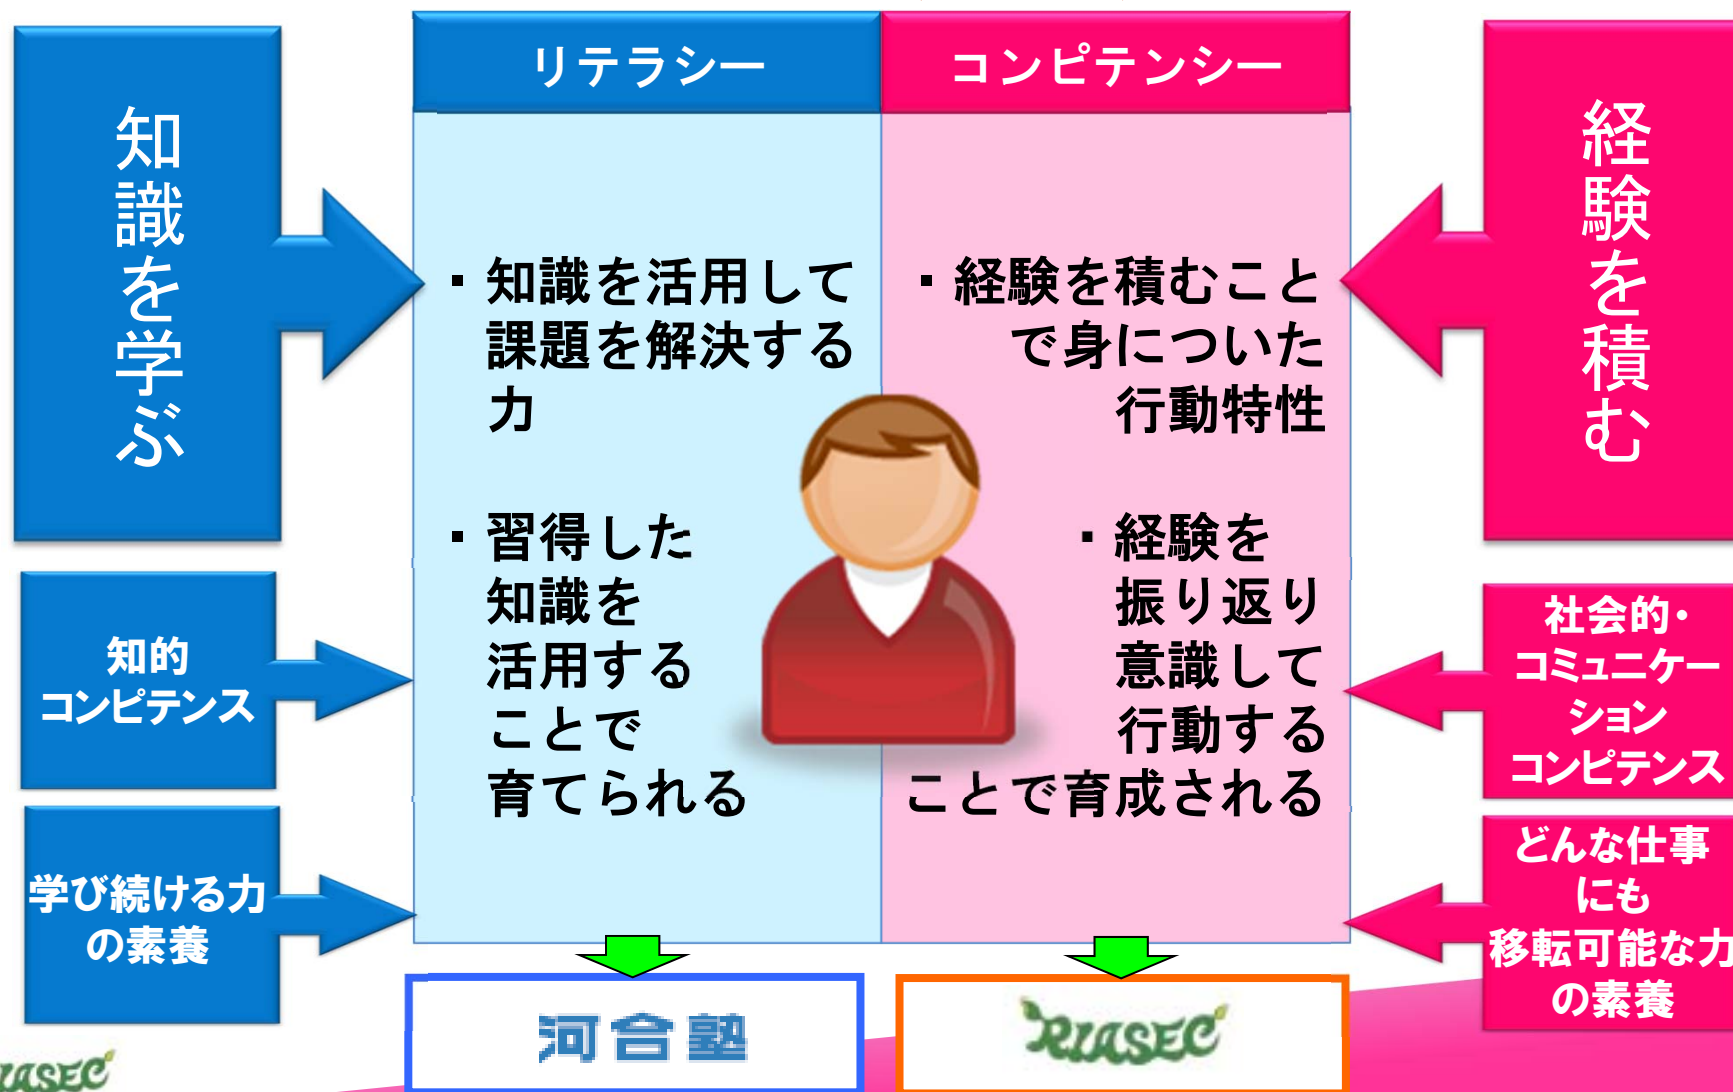 リテラシー
コンピテンシー
知識を学ぶ
・知識を活用して
課題を解決する
力
・習得した
知識を
活用する
ことで
育てられる
・経験を積むこと
で身についた
行動特性
・経験を
振り返り
意識して
行動する
ことで育成される
経験を積む
知的
コンピテンス
学び続ける力
の素養
社会的・
コミュニケー
ション
コンピテンス
どんな仕事
にも
移転可能な力
の素養
河合塾
RIASEC
RIASEC